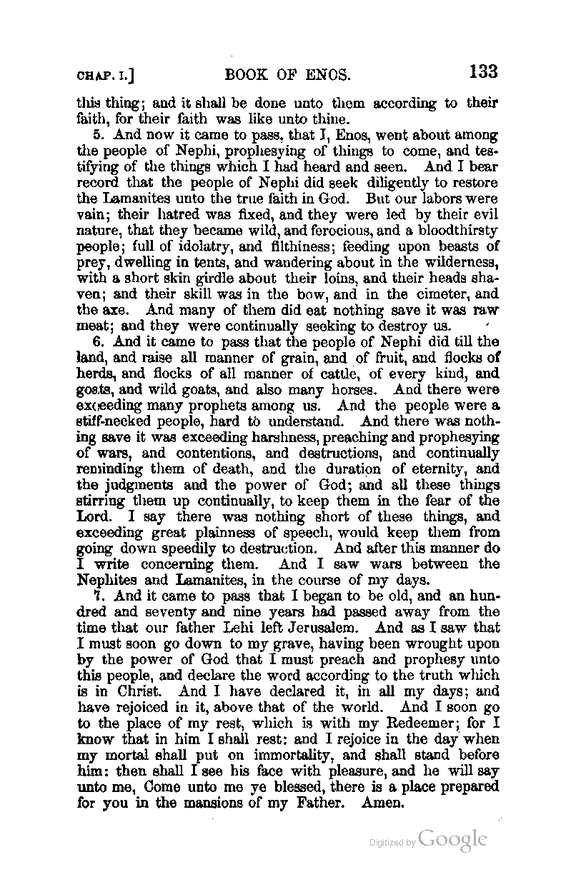 CHAP. I.] BOOK OF ENOS. 133
this thing; and it shall be done unto them according to their
faith, for their faith was like unto thine.
5. And now it came to pass, that I, Enos, went about among
the people of Nephi, prophesying of things to come, and tes-
tifying of the things which I had heard and seen. And I bear
record that the people of Nephi did seek diligently to restore
the Lamanites unto the true faith in God. But our labors were
vain; their hatred was fixed, and they were led by their evil
nature, that they became wild, and ferocious, and a bloodthirsty
people; full of idolatry, and filthiness; feeding upon beasts of
prey, dwelling in tents, and wandering about in the wilderness,
with a short skin girdle about their loins, and their heads sha-
ven; and their skill was in the bow, and in the cimeter, and
the axe. And many of them did eat nothing save it was raw
meat; and they were continually seeking to destroy us.
6. And it came to pass that the people of Nephi did till the
land, and raise all manner of grain, and of fruit, and flocks of
herds, and flocks of all manner of cattle, of every kind, and
goats, and wild goats, and also many horses. And there were
exceeding many prophets among us. And the people were a
stiff-necked people, hard to understand. And there was noth-
ing save it was exceeding harshness, preaching and prophesying
of wars, and contentions, and destructions, and continually
reminding them of death, and the duration of eternity, and
the judgments and the power of God; and all these things
stirring them up continually, to keep them in the fear of the
Lord. I say there was nothing short of these things, and
exceeding great plainness of speech, would keep them from
going down speedily to destruction. And after this manner do
I write concerning them. And I saw wars between the
Nephites and Lamanites, in the course of my days.
7. And it came to pass that I began to be old, and an hun-
dred and seventy and nine years had passed away from the
time that our father Lehi left Jerusalem. And as I saw that
I must soon go down to my grave, having been wrought upon
by the power of God that I must preach and prophesy unto
this people, and declare the word according to the truth which
is in Christ. And I have declared it, in all my days; and
have rejoiced in it, above that of the world. And I soon go
to the place of my rest, which is with my Redeemer; for I
know that in him I shall rest: and I rejoice in the day when
my mortal shall put on immortality, and shall stand before
him: then shall I see his face with pleasure, and he will say
unto me, Come unto me ye blessed, there is a place prepared
for you in the mansions of my Father. Amen.
Digitized by Google